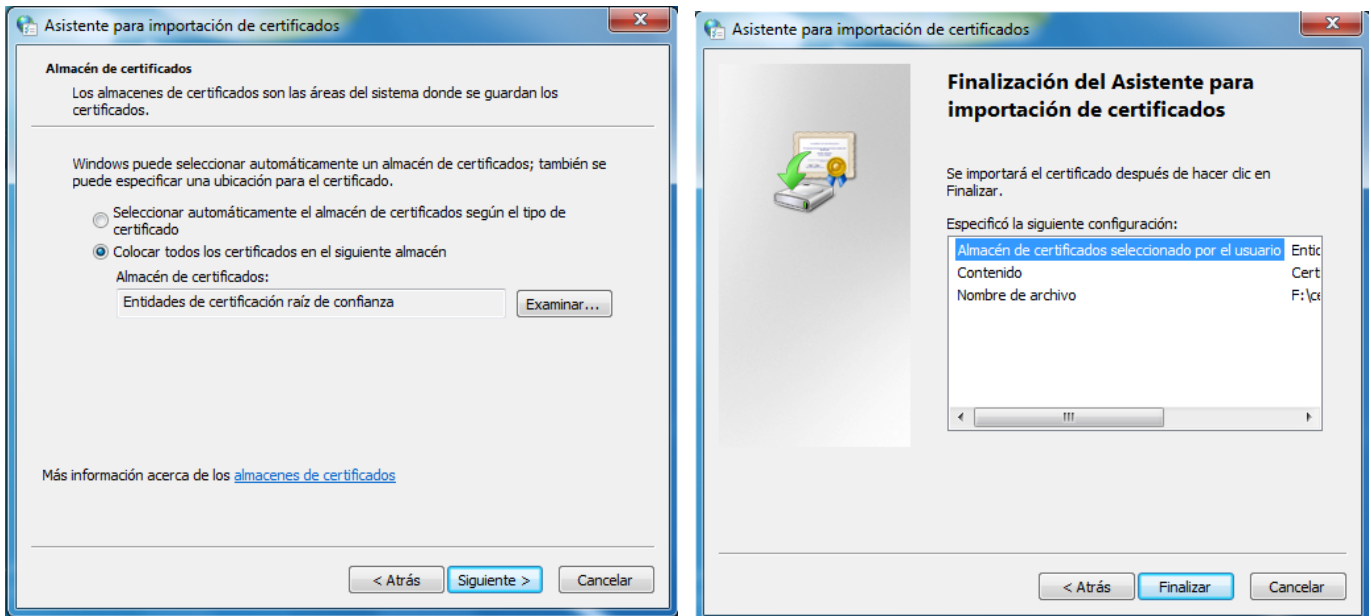 Asistente para importación de certificados
Almacén de certificados
Los almacenes de certificados son las áreas del sistema donde se guardan los
certificados.
Windows puede seleccionar automáticamente un almacén de certificados; también se
puede especificar una ubicación para el certificado.
Seleccionar automáticamente el almacén de certificados según el tipo de
certificado
Colocar todos los certificados en el siguiente almacén
Almacén de certificados:
Entidades de certificación raíz de confianza
Examinar...
Más información acerca de los almacenes de certificados
< Atrás Siguiente > Cancelar
Asistente para importación de certificados
Finalización del Asistente para
importación de certificados
Se importará el certificado después de hacer clic en
Finalizar.
Especificó la siguiente configuración:
Almacén de certificados seleccionado por el usuario Entid
Contenido Cert
Nombre de archivo F:\ce
< Atrás Finalizar Cancelar